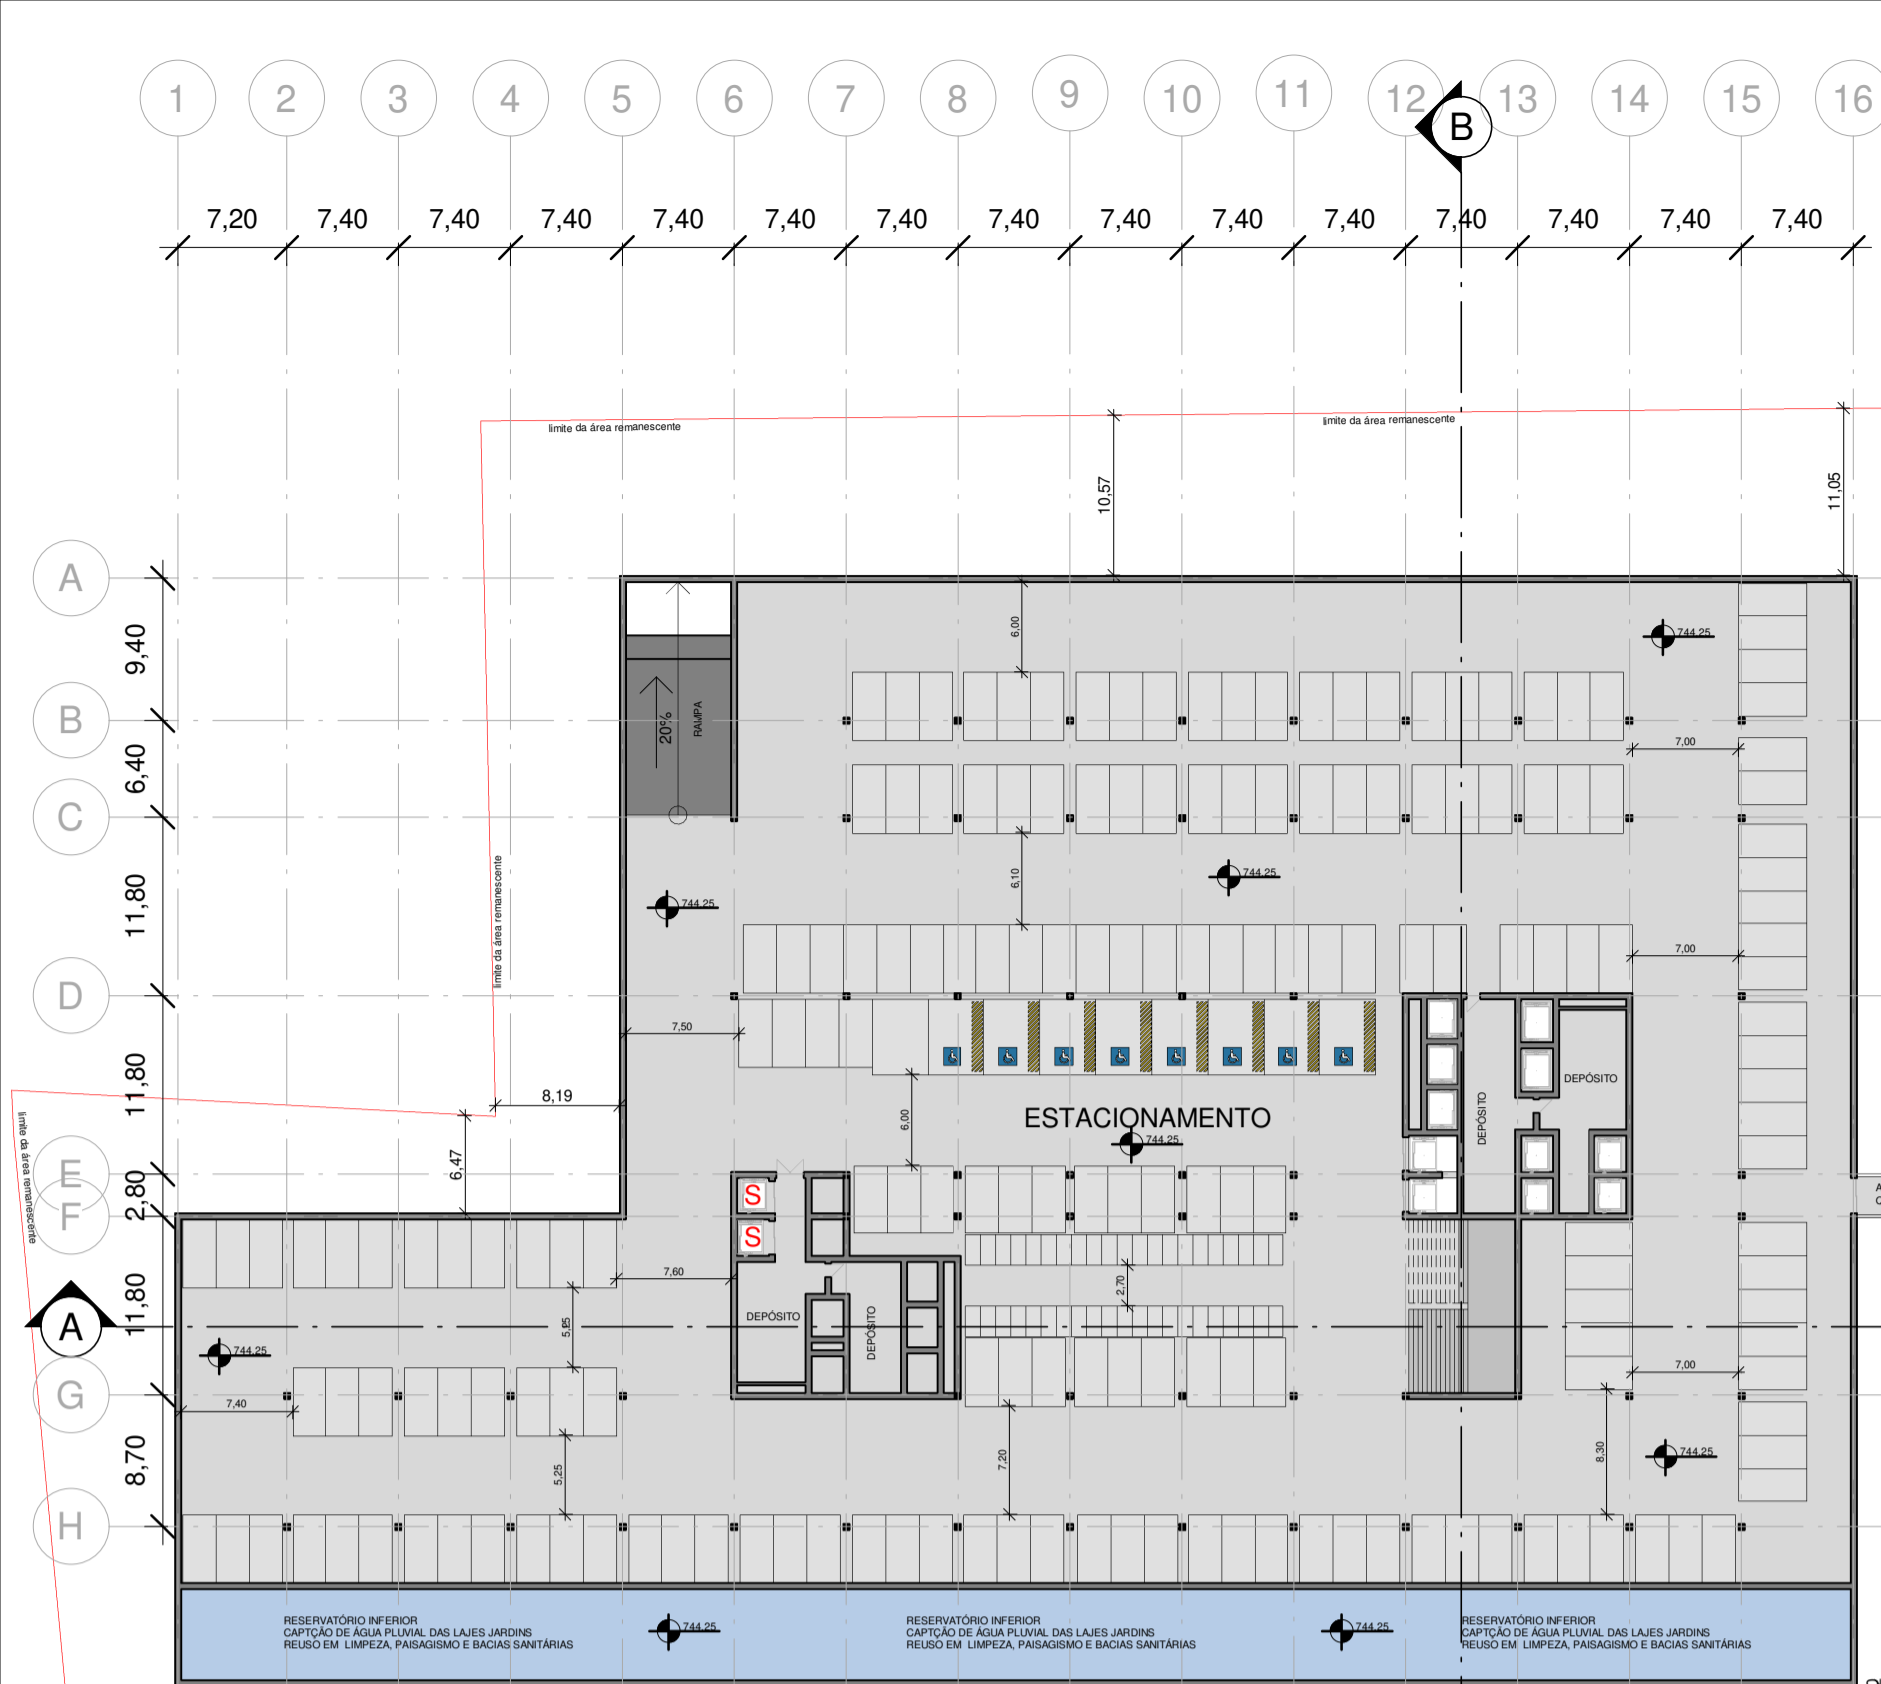 1 2 3 4 5 6 7 8 9 10 11 12 13 14 15 16
B
7,20 7,40 7,40 7,40 7,40 7,40 7,40 7,40 7,40 7,40 7,40 7,40 7,40 7,40 7,40
limite da área remanescente
limite da área remanescente
10,57
11,05
A
9,40
6,00
744.25
B
20%
RAMPA
7,00
6,40
C
6,10
744.25
limite da área remanescente
744.25
11,80
7,00
D
7,50
11,80
8,19
DEPÓSITO
DEPÓSITO
ESTACIONAMENTO
6,00
744.25
limite da área remanescente
6,47
E
S
2,80
F
S
7,60
2,70
11,80
A
5,25
DEPÓSITO
DEPÓSITO
744.25
7,00
G
7,40
8,70
5,25
7,20
8,30
744.25
H
RESERVATÓRIO INFERIOR
CAPTÇÃO DE ÁGUA PLUVIAL DAS LAJES JARDINS
REUSO EM LIMPEZA, PAISAGISMO E BACIAS SANITÁRIAS
744.25
RESERVATÓRIO INFERIOR
CAPTÇÃO DE ÁGUA PLUVIAL DAS LAJES JARDINS
REUSO EM LIMPEZA, PAISAGISMO E BACIAS SANITÁRIAS
744.25
RESERVATÓRIO INFERIOR
CAPTÇÃO DE ÁGUA PLUVIAL DAS LAJES JARDINS
REUSO EM LIMPEZA, PAISAGISMO E BACIAS SANITÁRIAS